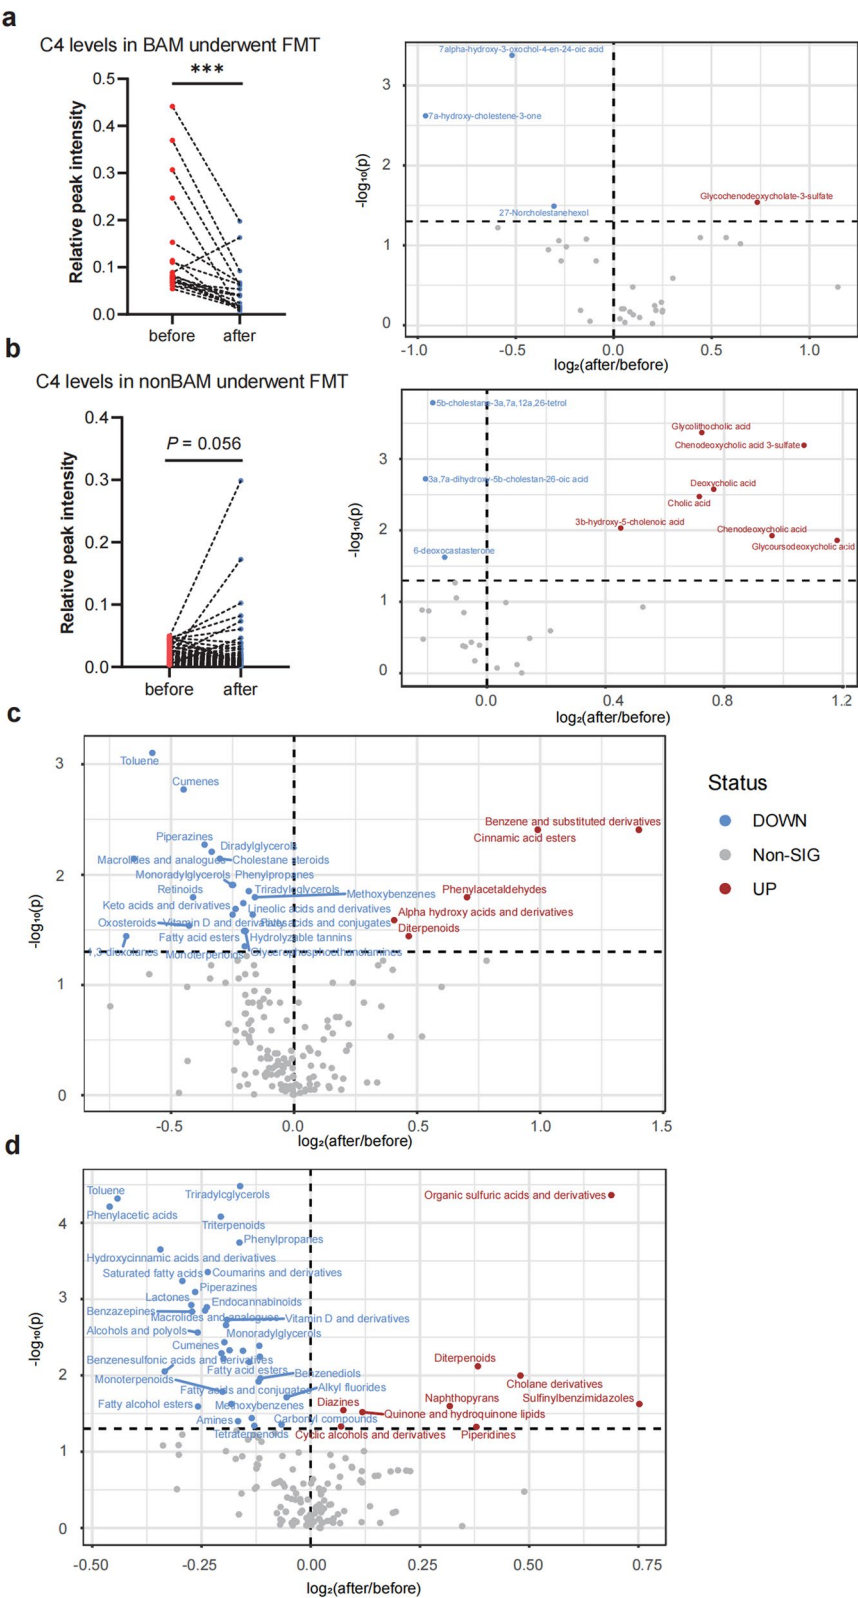 a
C4 levels in BAM underwent FMT
***
Relative peak intensity
0.5
0.4
0.3
0.2
0.1
0.0
before
after
-log₁₀(p)
3
2
1
0
7alpha-hydroxy-3-oxochol-4-en-24-oic acid
7a-hydroxy-cholestene-3-one
27-Norcholestanehexol
Glycochenodeoxycholate-3-sulfate
-1.0
-0.5
0.0
0.5
1.0
log₂(after/before)
b
C4 levels in nonBAM underwent FMT
P = 0.056
Relative peak intensity
0.4
0.3
0.2
0.1
0.0
before
after
-log₁₀(p)
3
2
1
0
5b-cholestane-3a,7a,12a,26-tetrol
Glycolithocholic acid
Chenodeoxycholic acid 3-sulfate
3a,7a-dihydroxy-5b-cholestan-26-oic acid
Deoxycholic acid
Cholic acid
3b-hydroxy-5-cholenoic acid
Chenodeoxycholic acid
Glycoursodeoxycholic acid
6-deoxocastasterone
0.0
0.4
0.8
1.2
log₂(after/before)
c
-log₁₀(p)
3
2
1
0
Toluene
Cumenes
Piperazines
Diradylglycerols
Macrolides and analogues
Cholestane steroids
Monoradylglycerols
Phenylpropanes
Retinoids
Triradylcglycerols
Methoxybenzenes
Keto acids and derivatives
Lineolic acids and derivatives
Oxosteroids
Vitamin D and derivatives
Fatty acids and conjugates
Fatty acid esters
Hydrolyzable tannins
1,3-dioxolanes
Monoterpenoids
Glycerophosphoethanolamines
Benzene and substituted derivatives
Cinnamic acid esters
Phenylacetaldehydes
Alpha hydroxy acids and derivatives
Diterpenoids
-0.5
0.0
0.5
1.0
1.5
log₂(after/before)
Status
DOWN
Non-SIG
UP
d
-log₁₀(p)
4
3
2
1
0
Toluene
Triradylcglycerols
Phenylacetic acids
Triterpenoids
Phenylpropanes
Hydroxycinnamic acids and derivatives
Saturated fatty acids
Coumarins and derivatives
Piperazines
Lactones
Endocannabinoids
Benzazepines
Macrolides and analogues
Vitamin D and derivatives
Alcohols and polyols
Monoradylglycerols
Cumenes
Benzenesulfonic acids and derivatives
Fatty acid esters
Benzenediols
Monoterpenoids
Fatty acids and conjugates
Alkyl fluorides
Fatty alcohol esters
Methoxybenzenes
Amines
Carbonyl compounds
Tetraterpenoids
Organic sulfuric acids and derivatives
Diterpenoids
Cholane derivatives
Diazines
Naphthopyrans
Sulfinylbenzimidazoles
Quinone and hydroquinone lipids
Cyclic alcohols and derivatives
Piperidines
-0.50
-0.25
0.00
0.25
0.50
0.75
log₂(after/before)